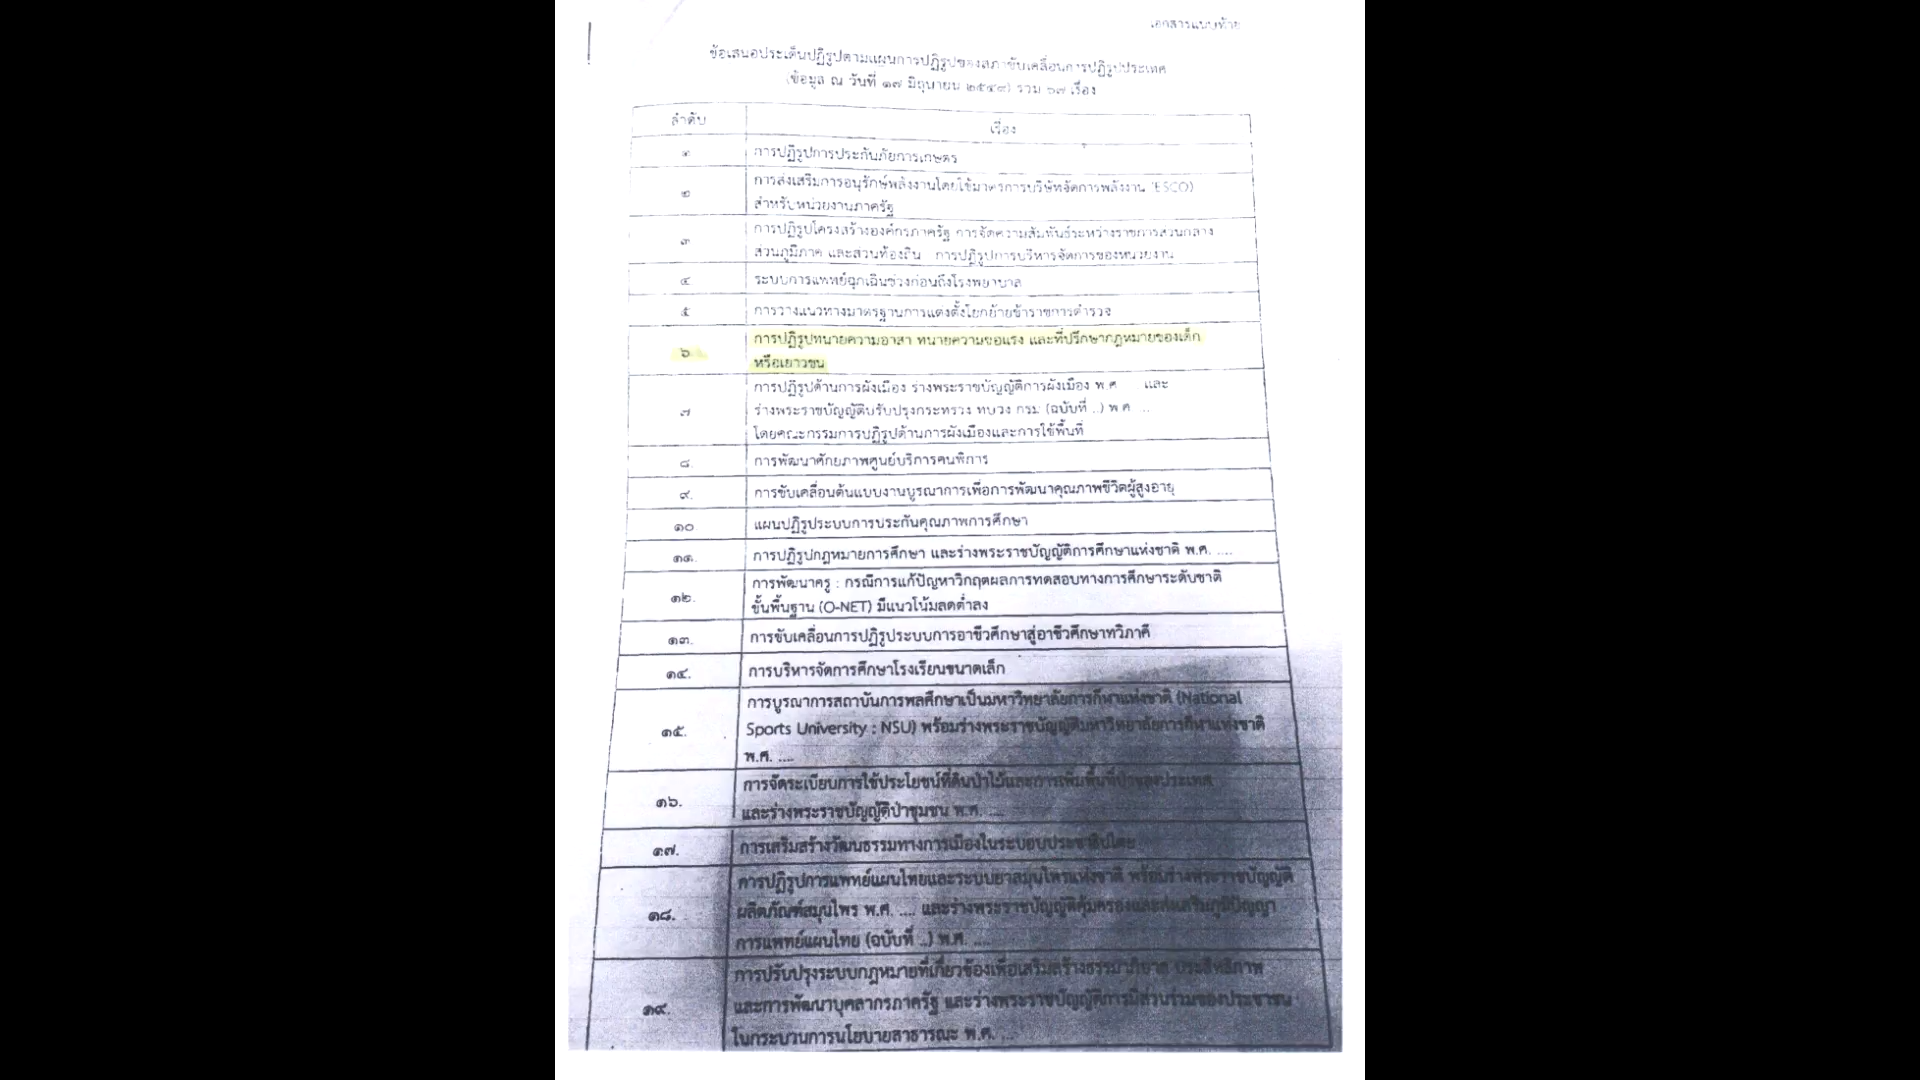 เอกสารแนบท้าย
ข้อเสนอประเด็นปฏิรูปตามแผนการปฏิรูปของสภาขับเคลื่อนการปฏิรูปประเทศ
(ข้อมูล ณ วันที่ ๑๗ มิถุนายน ๒๕๕๙) รวม ๖๗ เรื่อง
ลำดับ เรื่อง
๑. การปฏิรูปการประกันภัยการเกษตร
๒. การส่งเสริมการอนุรักษ์พลังงานโดยใช้มาตรการบริษัทจัดการพลังงาน (ESCO)
สำหรับหน่วยงานภาครัฐ
๓. การปฏิรูปโครงสร้างองค์กรภาครัฐ การจัดความสัมพันธ์ระหว่างราชการส่วนกลาง
ส่วนภูมิภาค และส่วนท้องถิ่น การปฏิรูปการบริหารจัดการของหน่วยงาน
๔. ระบบการแพทย์ฉุกเฉินช่วงก่อนถึงโรงพยาบาล
๕. การวางแนวทางมาตรฐานการแต่งตั้งโยกย้ายข้าราชการตำรวจ
๖. การปฏิรูปทนายความอาสา ทนายความขอแรง และที่ปรึกษากฎหมายของเด็ก
หรือเยาวชน
๗. การปฏิรูปด้านการผังเมือง ร่างพระราชบัญญัติการผังเมือง พ.ศ. และ
ร่างพระราชบัญญัติปรับปรุงกระทรวง ทบวง กรม (ฉบับที่ ..) พ.ศ. ...
โดยคณะกรรมการปฏิรูปด้านการผังเมืองและการใช้พื้นที่
๘. การพัฒนาศักยภาพศูนย์บริการคนพิการ
๙. การขับเคลื่อนต้นแบบงานบูรณาการเพื่อการพัฒนาคุณภาพชีวิตผู้สูงอายุ
๑๐ แผนปฏิรูประบบการประกันคุณภาพการศึกษา
๑๑. การปฏิรูปกฎหมายการศึกษา และร่างพระราชบัญญัติการศึกษาแห่งชาติ พ.ศ. ....
๑๒. การพัฒนาครู : กรณีการแก้ปัญหาวิกฤตผลการทดสอบทางการศึกษาระดับชาติ
ขั้นพื้นฐาน (O-NET) มีแนวโน้มลดต่ำลง
๑๓. การขับเคลื่อนการปฏิรูประบบการอาชีวศึกษาสู่อาชีวศึกษาทวิภาคี
๑๔. การบริหารจัดการศึกษาโรงเรียนขนาดเล็ก
๑๕. การบูรณาการสถาบันการพลศึกษาเป็นมหาวิทยาลัยการกีฬาแห่งชาติ (National
Sports University : NSU) พร้อมร่างพระราชบัญญัติมหาวิทยาลัยการกีฬาแห่งชาติ
พ.ศ. ....
๑๖. การจัดระเบียบการใช้ประโยชน์ที่ดินป่าไม้และการเพิ่มพื้นที่ป่าของประเทศ
และร่างพระราชบัญญัติป่าชุมชน พ.ศ. ....
๑๗. การเสริมสร้างวัฒนธรรมทางการเมืองในระบอบประชาธิปไตย
๑๘. การปฏิรูปการแพทย์แผนไทยและระบบยาสมุนไพรแห่งชาติ พร้อมร่างพระราชบัญญัติ
ผลิตภัณฑ์สมุนไพร พ.ศ. .... และร่างพระราชบัญญัติคุ้มครองและส่งเสริมภูมิปัญญา
การแพทย์แผนไทย (ฉบับที่ ..) พ.ศ. ....
๑๙. การปรับปรุงระบบกฎหมายที่เกี่ยวข้องเพื่อเสริมสร้างธรรมาภิบาล ประสิทธิภาพ
และการพัฒนาบุคลากรภาครัฐ และร่างพระราชบัญญัติการมีส่วนร่วมของประชาชน
ในกระบวนการนโยบายสาธารณะ พ.ศ. ...